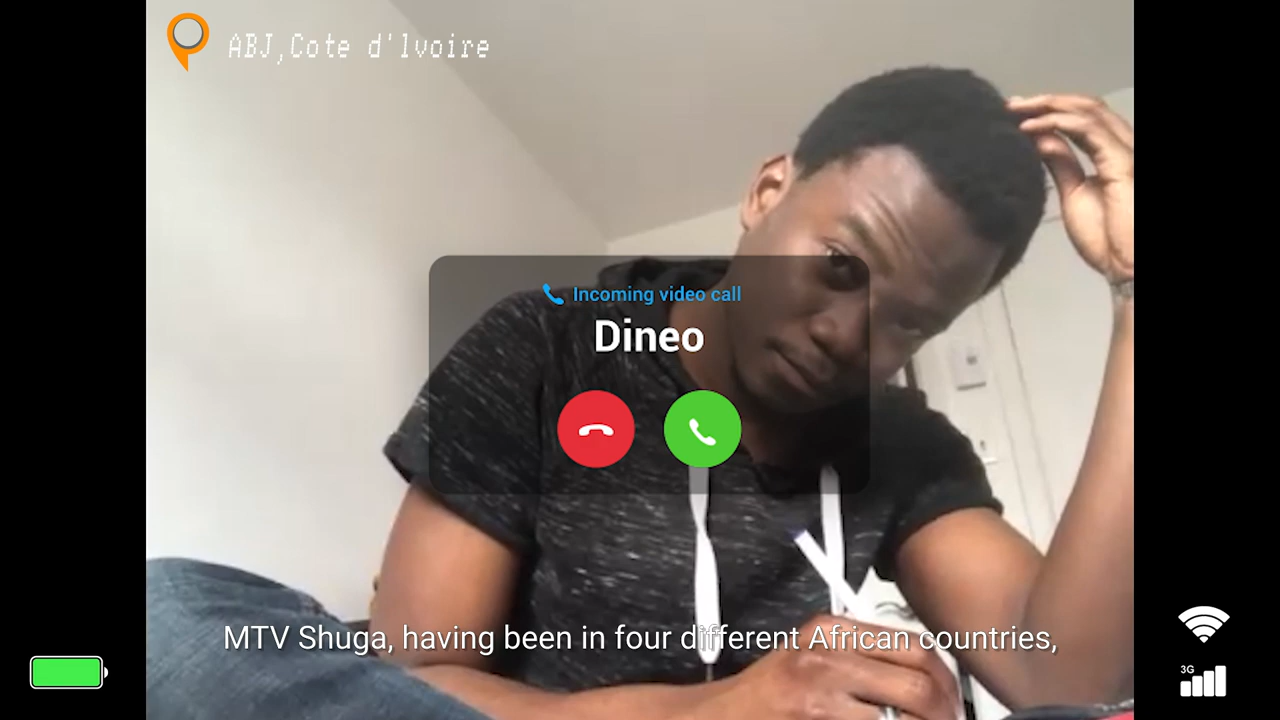 ABJ,Cote d'lvoire
Incoming video call
Dineo
MTV Shuga, having been in four different African countries,
3G